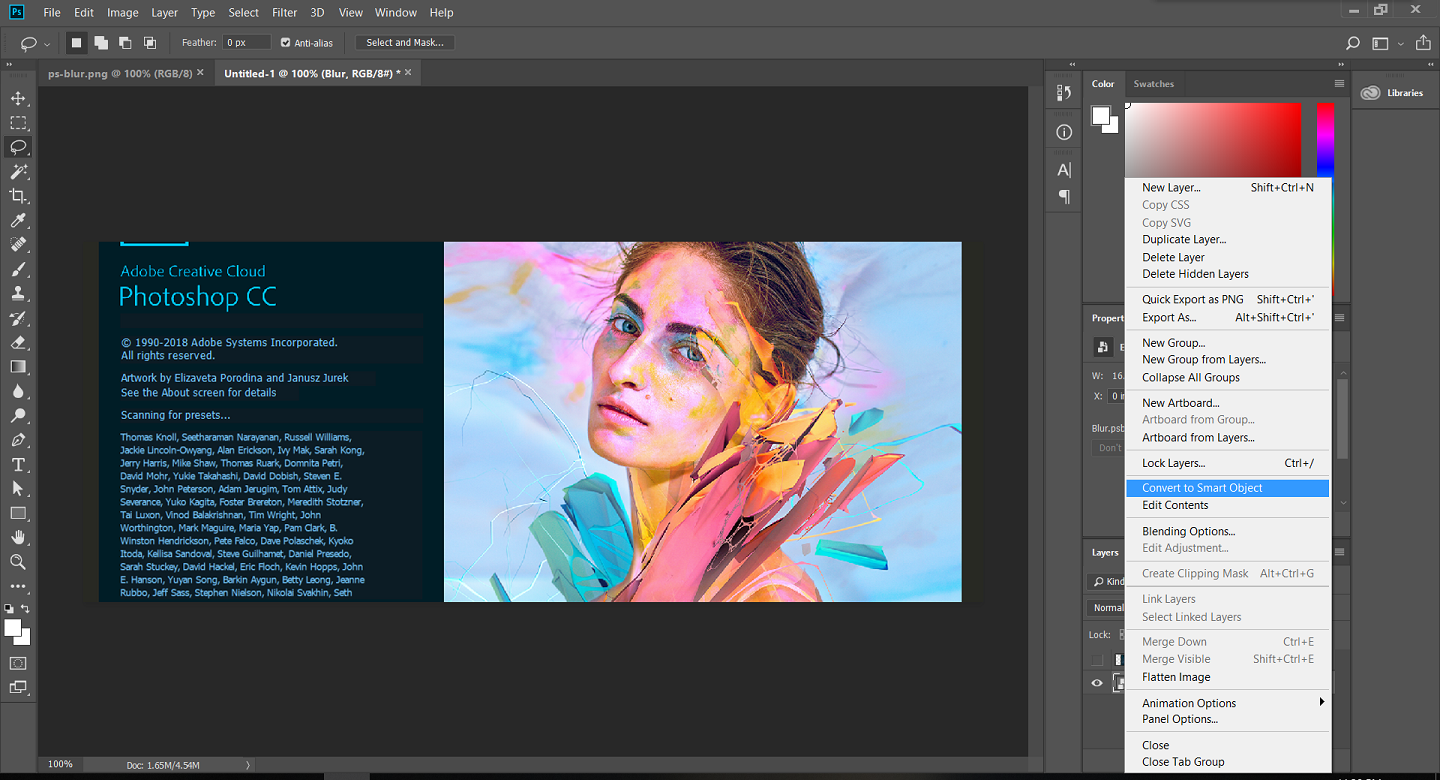 Ps File Edit Image Layer Type Select Filter 3D View Window Help
Feather: 0 px Anti-alias Select and Mask...
ps-blur.png @ 100% (RGB/8) × Untitled-1 @ 100% (Blur, RGB/8#) * ×
Adobe Creative Cloud
Photoshop CC
© 1990-2018 Adobe Systems Incorporated.
All rights reserved.
Artwork by Elizaveta Porodina and Janusz Jurek
See the About screen for details
Scanning for presets...
Thomas Knoll, Seetharaman Narayanan, Russell Williams,
Jackie Lincoln-Owyang, Alan Erickson, Ivy Mak, Sarah Kong,
Jerry Harris, Mike Shaw, Thomas Ruark, Domnita Petri,
David Mohr, Yukie Takahashi, David Dobish, Steven E.
Snyder, John Peterson, Adam Jerugim, Tom Attix, Judy
Severance, Yuko Kagita, Foster Brereton, Meredith Stotzner,
Tai Luxon, Vinod Balakrishnan, Tim Wright, John
Worthington, Mark Maguire, Maria Yap, Pam Clark, B.
Winston Hendrickson, Pete Falco, Dave Polaschek, Kyoko
Itoda, Kellisa Sandoval, Steve Guilhamet, Daniel Presedo,
Sarah Stuckey, David Hackel, Eric Floch, Kevin Hopps, John
E. Hanson, Yuyan Song, Barkin Aygun, Betty Leong, Jeanne
Rubbo, Jeff Sass, Stephen Nielson, Nikolai Svakhin, Seth
100% Doc: 1.65M/4.54M
Color Swatches
Libraries
Propert
W: 16.
X: 0 in
Blur.psb
Don't
Layers
Kind
Normal
Lock:
New Layer... Shift+Ctrl+N
Copy CSS
Copy SVG
Duplicate Layer...
Delete Layer
Delete Hidden Layers
Quick Export as PNG Shift+Ctrl+'
Export As... Alt+Shift+Ctrl+'
New Group...
New Group from Layers...
Collapse All Groups
New Artboard...
Artboard from Group...
Artboard from Layers...
Lock Layers... Ctrl+/
Convert to Smart Object
Edit Contents
Blending Options...
Edit Adjustment...
Create Clipping Mask Alt+Ctrl+G
Link Layers
Select Linked Layers
Merge Down Ctrl+E
Merge Visible Shift+Ctrl+E
Flatten Image
Animation Options
Panel Options...
Close
Close Tab Group